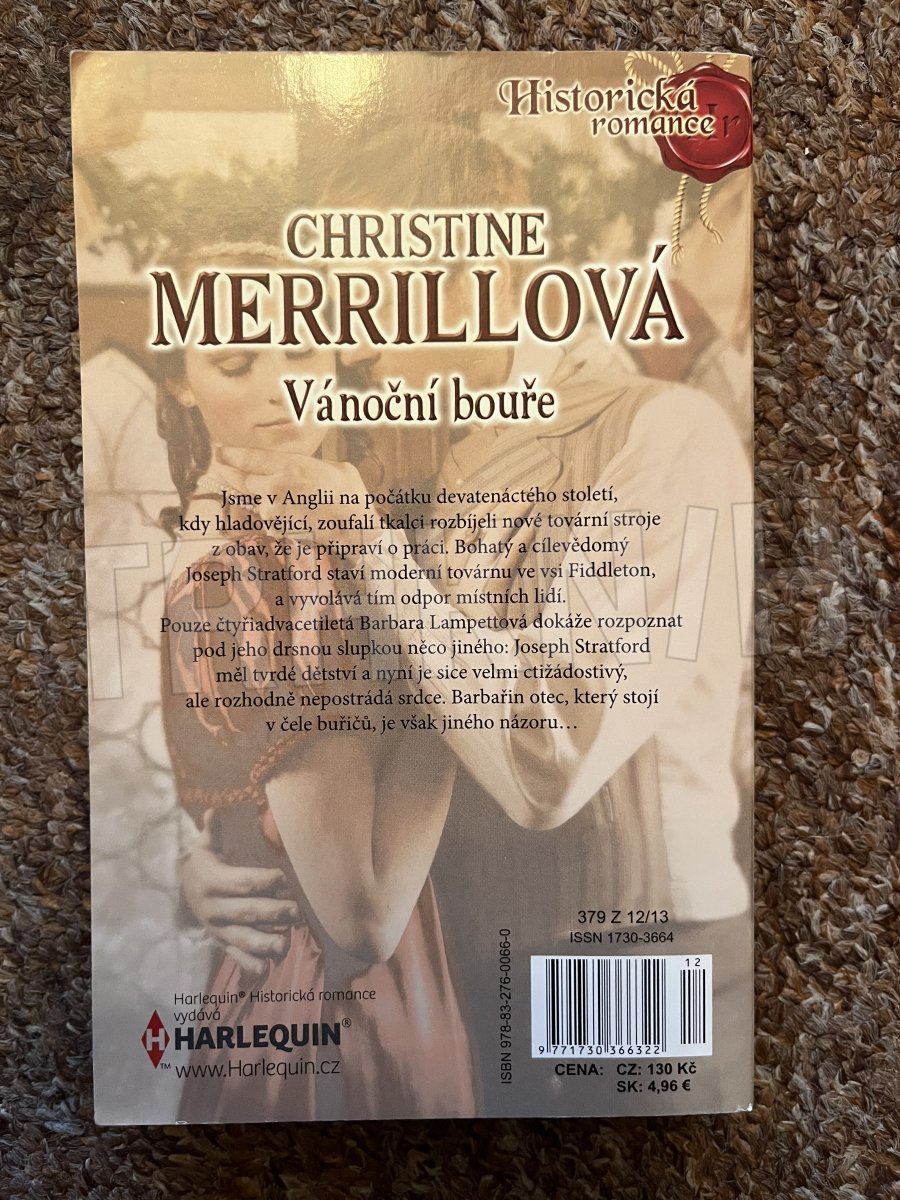 Historická
romance
CHRISTINE
MERRILLOVÁ
Vánoční bouře
Jsme v Anglii na počátku devatenáctého století,
kdy hladovějící, zoufalí tkalci rozbíjeli nové tovární stroje
z obav, že je připraví o práci. Bohatý a cílevědomý
Joseph Stratford staví moderní továrnu ve vsi Fiddleton,
a vyvolává tím odpor místních lidí.
Pouze čtyřiadvacetiletá Barbara Lampettová dokáže rozpoznat
pod jeho drsnou slupkou něco jiného: Joseph Stratford
měl tvrdé dětství a nyní je sice velmi ctižádostivý,
ale rozhodně nepostrádá srdce. Barbařin otec, který stojí
v čele buřičů, je však jiného názoru…
379 Z 12/13
ISSN 1730-3664
12
ISBN 978-83-276-0066-0
9 771730 366322
CENA: CZ: 130 Kč
SK: 4,96 €
Harlequin® Historická romance
vydává
H HARLEQUIN®
™ www.Harlequin.cz